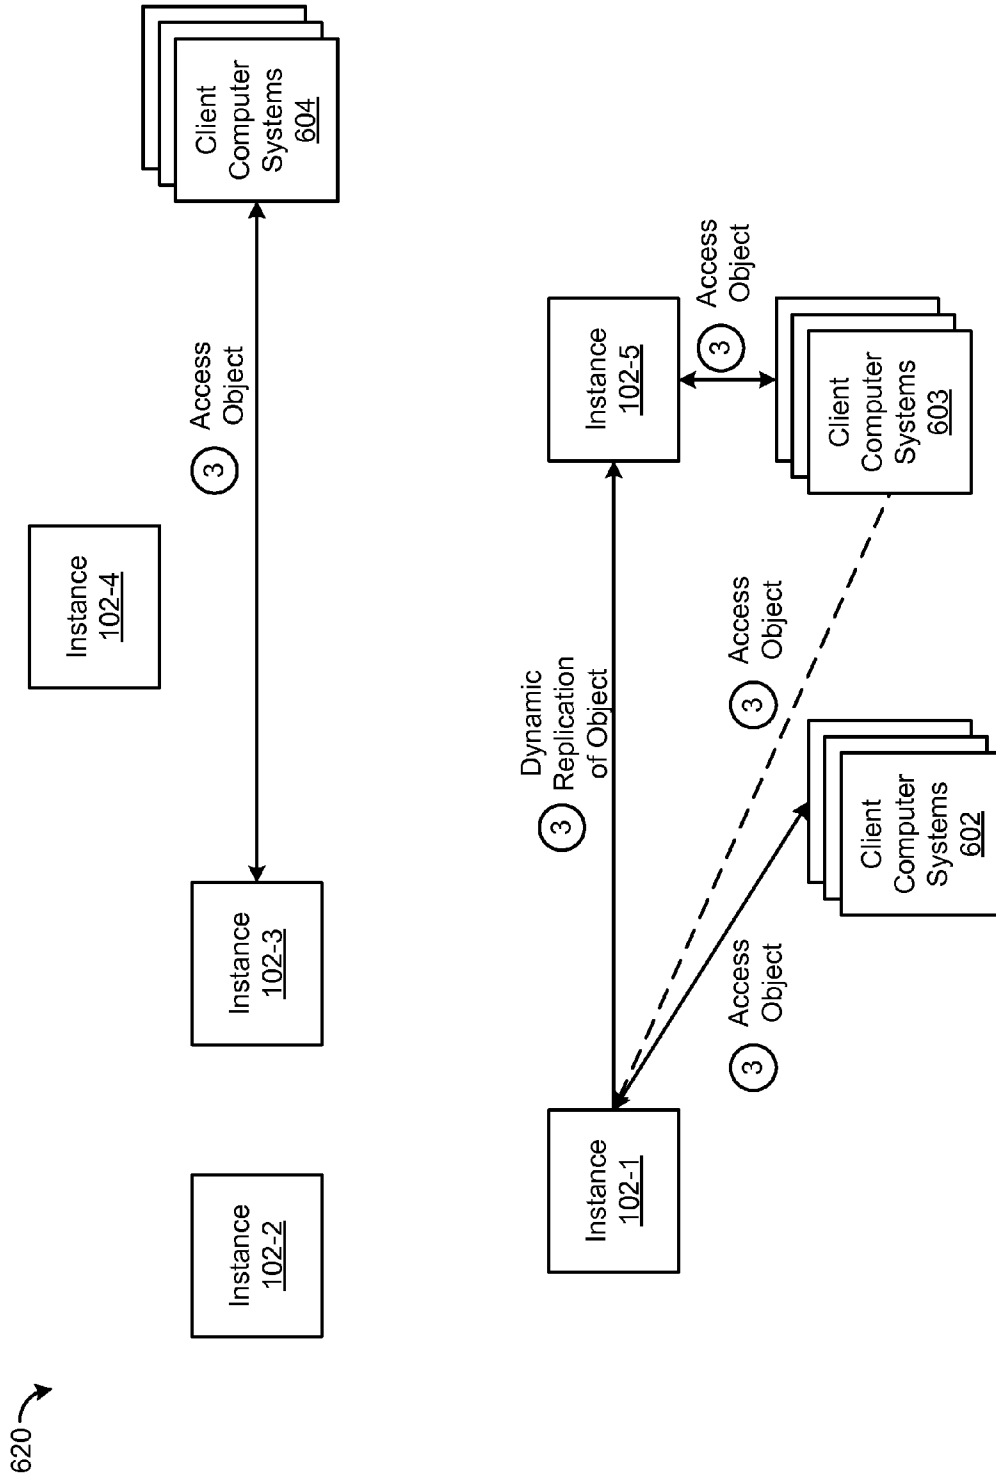 620
Instance
102-4
Instance
102-2
Instance
102-3
3
Access
Object
Client
Computer
Systems
604
3
Dynamic
Replication
of Object
Instance
102-1
Instance
102-5
3
Access
Object
3
Access
Object
3
Access
Object
Client
Computer
Systems
602
Client
Computer
Systems
603